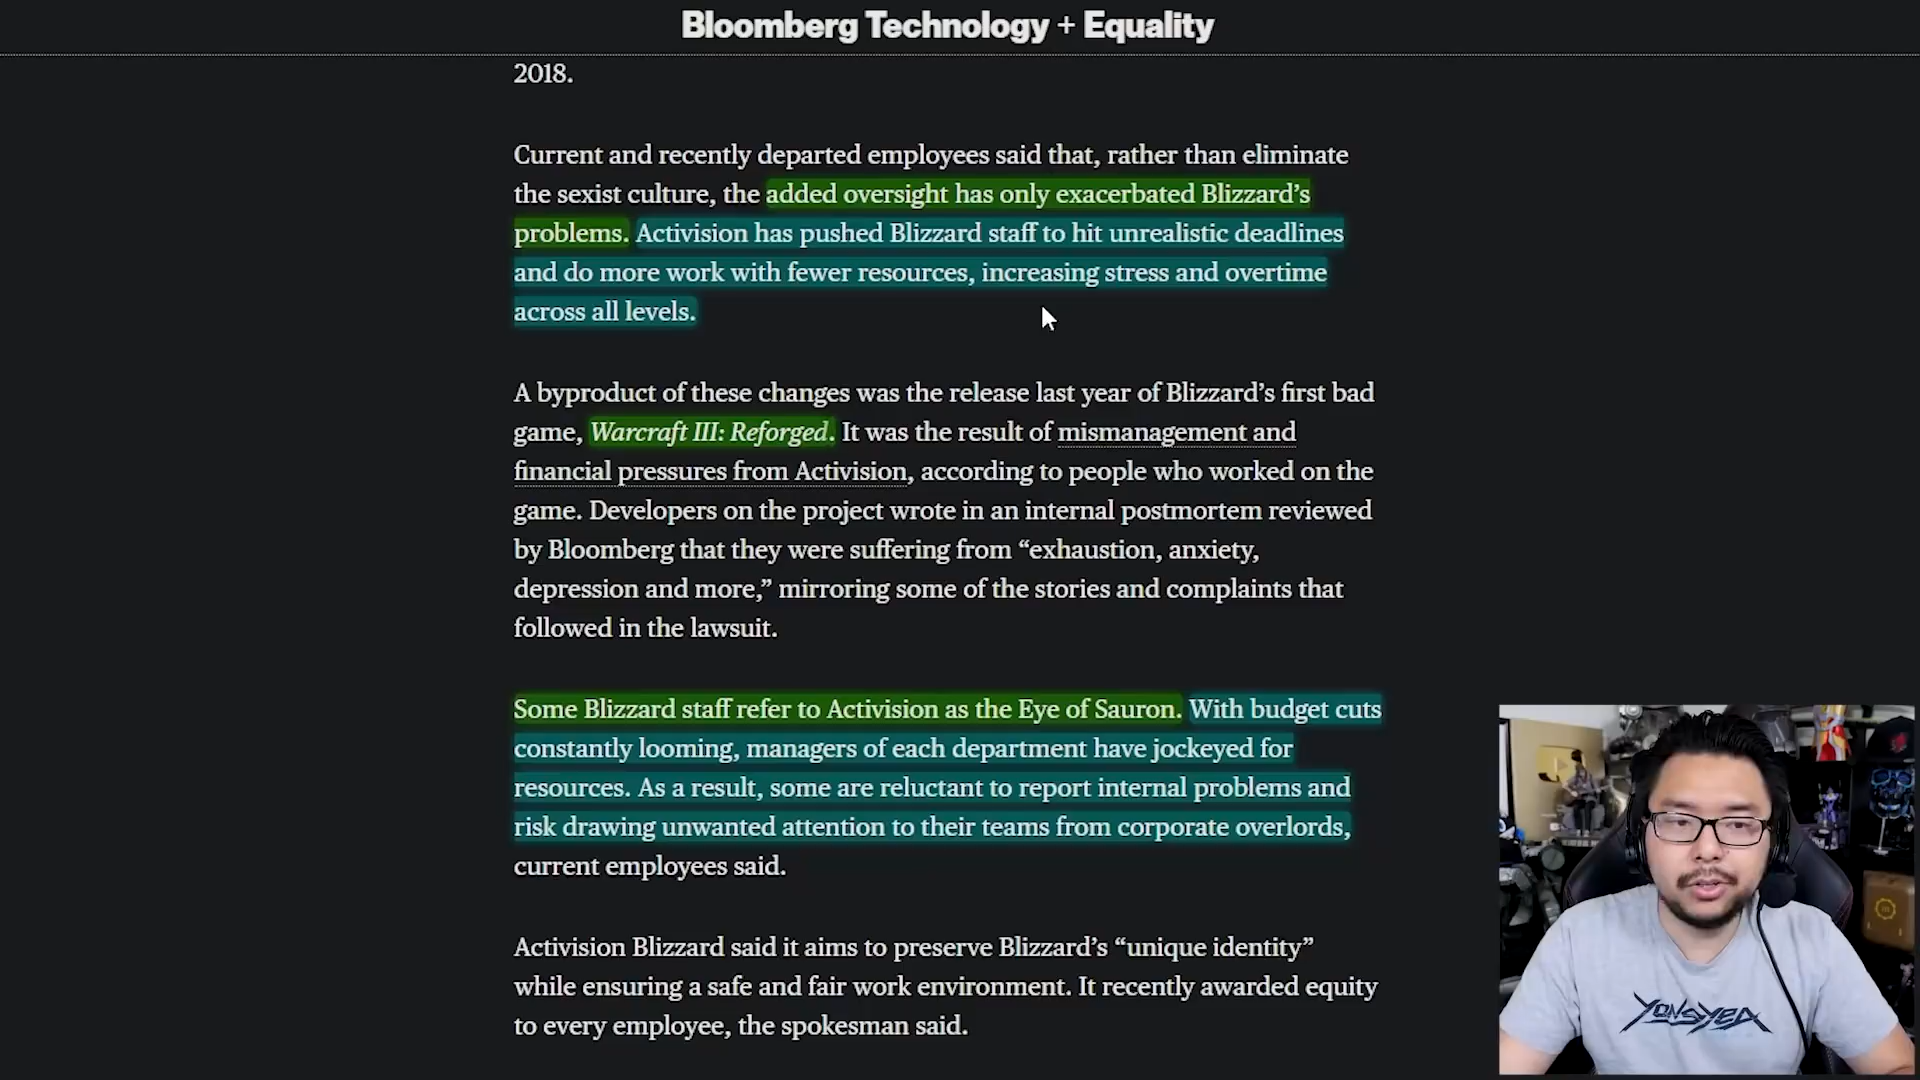 Bloomberg Technology + Equality
2018.
Current and recently departed employees said that, rather than eliminate
the sexist culture, the added oversight has only exacerbated Blizzard’s
problems. Activision has pushed Blizzard staff to hit unrealistic deadlines
and do more work with fewer resources, increasing stress and overtime
across all levels.
A byproduct of these changes was the release last year of Blizzard’s first bad
game, Warcraft III: Reforged. It was the result of mismanagement and
financial pressures from Activision, according to people who worked on the
game. Developers on the project wrote in an internal postmortem reviewed
by Bloomberg that they were suffering from “exhaustion, anxiety,
depression and more,” mirroring some of the stories and complaints that
followed in the lawsuit.
Some Blizzard staff refer to Activision as the Eye of Sauron. With budget cuts
constantly looming, managers of each department have jockeyed for
resources. As a result, some are reluctant to report internal problems and
risk drawing unwanted attention to their teams from corporate overlords,
current employees said.
Activision Blizzard said it aims to preserve Blizzard’s “unique identity”
while ensuring a safe and fair work environment. It recently awarded equity
to every employee, the spokesman said.
YONGYEA